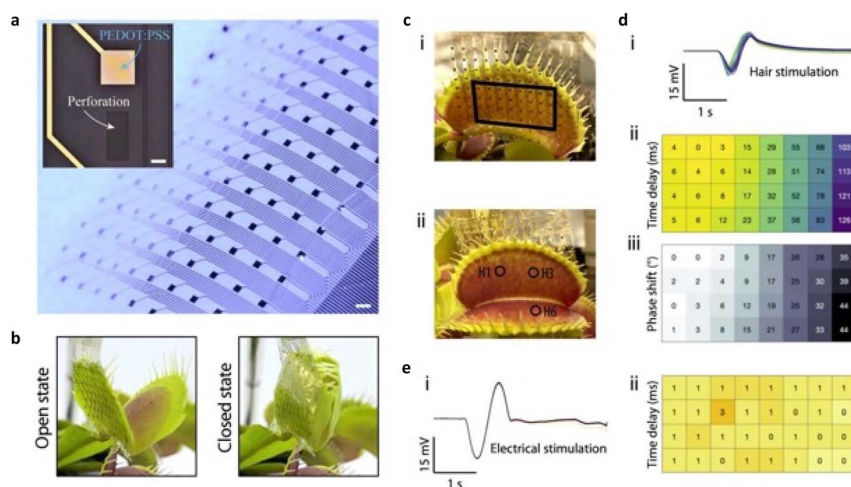 a
PEDOT:PSS
Perforation
b
Open state
Closed state
c
i
ii
H1
H3
H6
d
i
15 mV
1 s
Hair stimulation
ii
Time delay (ms)
4 0 3 15 29 55 68 103
6 4 6 14 28 51 74 113
4 6 8 17 32 52 78 121
5 6 12 23 37 56 83 126
iii
Phase shift (°)
0 0 2 9 17 26 28 35
2 2 4 9 17 25 30 39
0 3 6 12 19 25 32 44
1 3 8 15 21 27 33 44
e
i
15 mV
1 s
Electrical stimulation
ii
Time delay (ms)
1 1 1 1 1 1 1 1
1 1 3 1 1 0 1 0
1 1 1 1 0 1 0 0
1 1 0 1 1 1 0 0